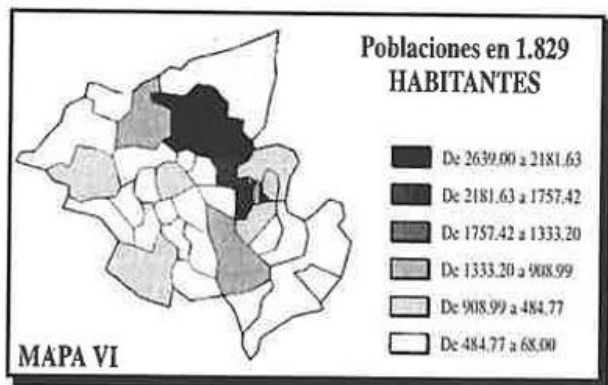 Poblaciones en 1.829
HABITANTES
De 2639.00 a 2181.63
De 2181.63 a 1757.42
De 1757.42 a 1333.20
De 1333.20 a 908.99
De 908.99 a 484.77
De 484.77 a 68.00
MAPA VI